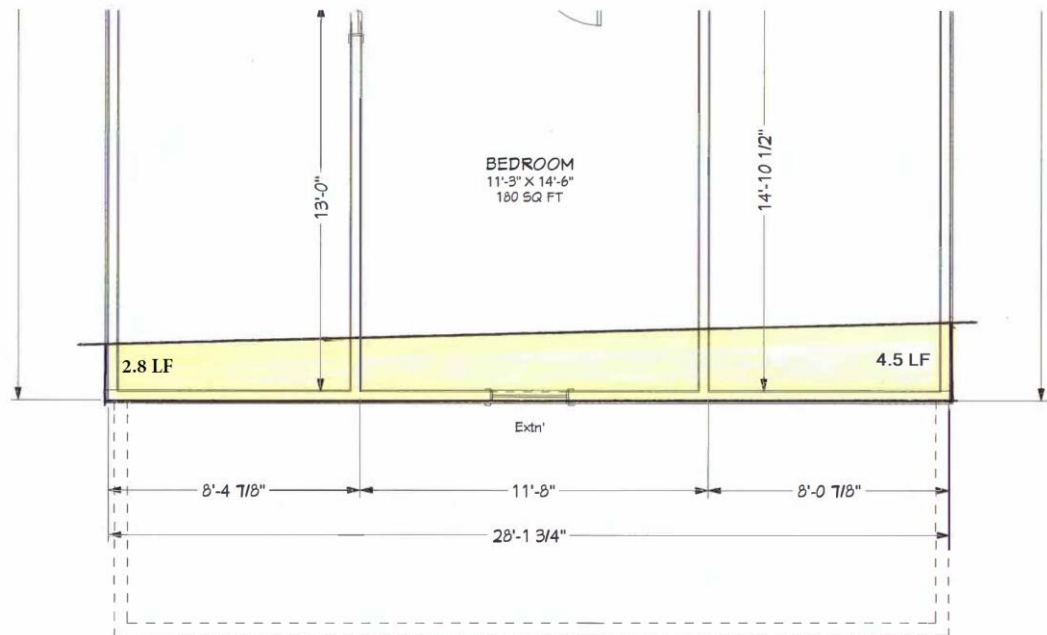 BEDROOM
11'-3" X 14'-6"
180 SQ FT
13'-0"
14'-10 1/2"
2.8 LF
4.5 LF
Extn'
8'-4 7/8"
11'-8"
8'-0 7/8"
28'-1 3/4"